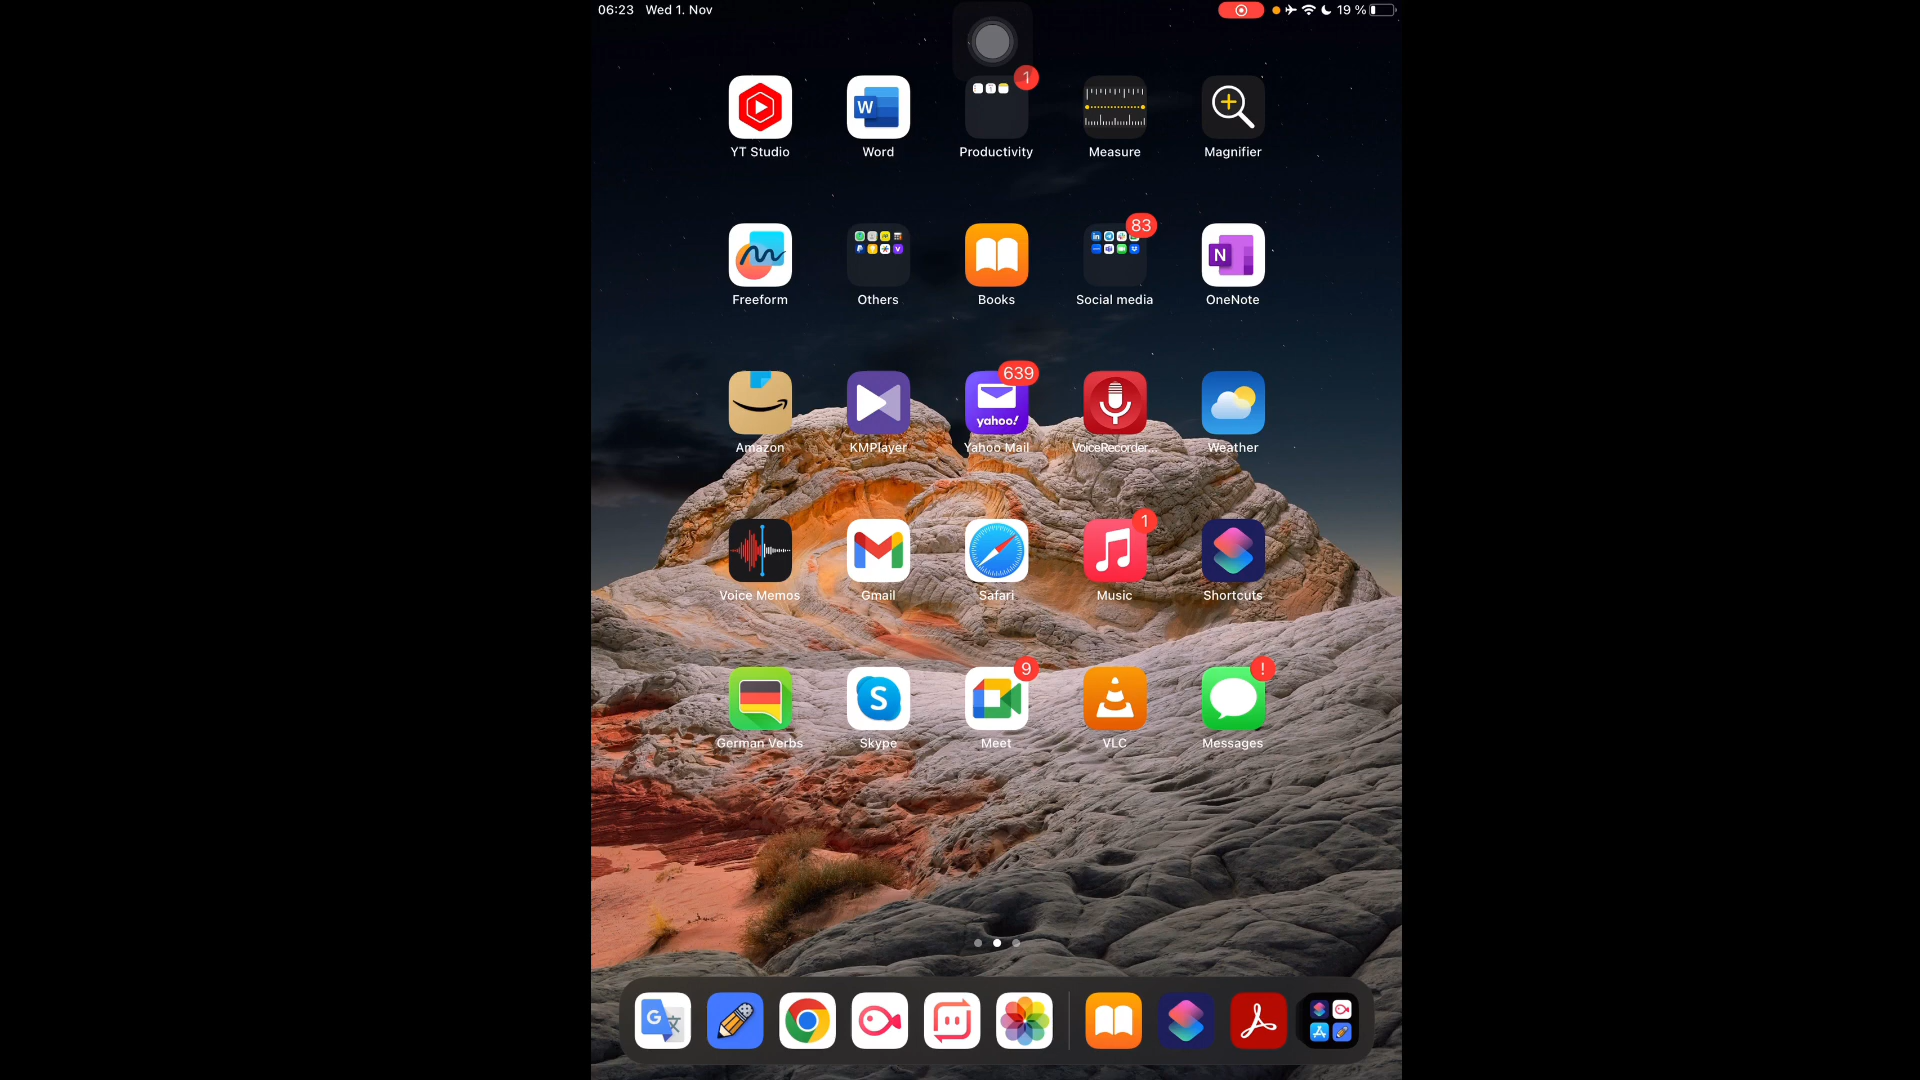 06:23 Wed 1. Nov 19 %
1
YT Studio Word Productivity Measure Magnifier
83
N
Freeform Others Books Social media OneNote
639
yahoo!
Amazon KMPlayer Yahoo Mail VoiceRecorder... Weather
1
Voice Memos Gmail Safari Music Shortcuts
9 !
S
German Verbs Skype Meet VLC Messages
W
G